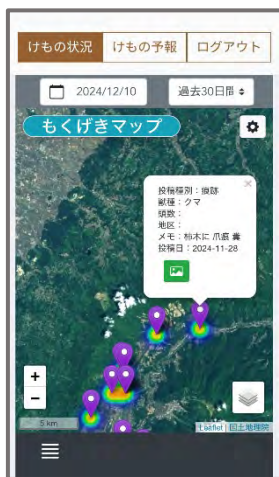 けもの状況 けもの予報 ログアウト
2024/12/10 過去30日間
もくげきマップ
投稿種別：痕跡
獣種：クマ
頭数：
地区：
メモ：柿木に 爪痕 糞
投稿日：2024-11-28
+
−
5 km
Leaflet | 国土地理院